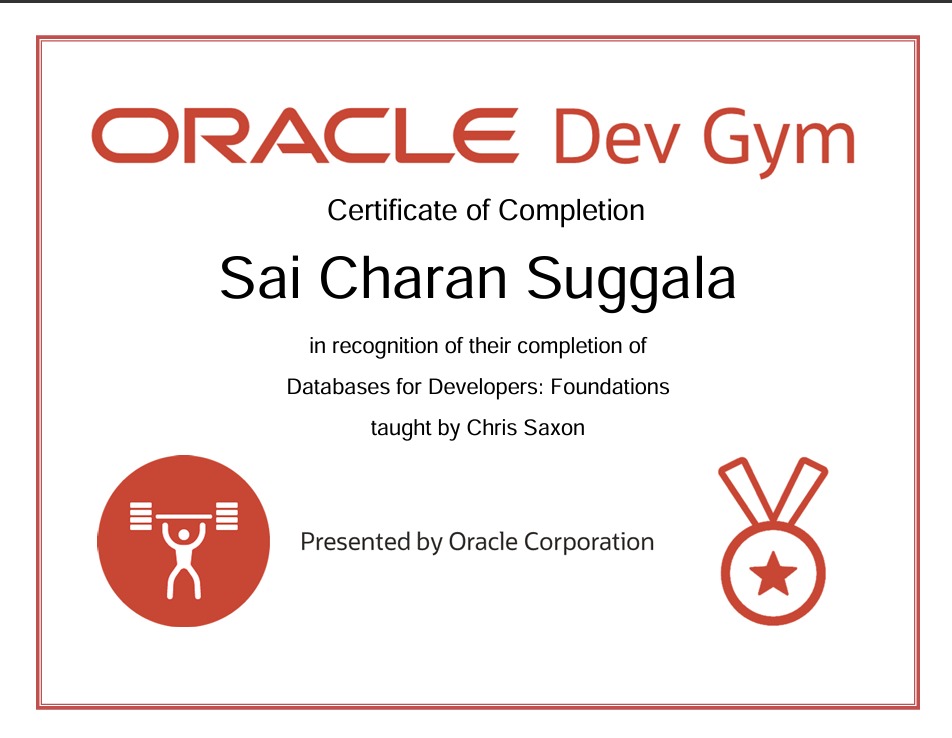 ORACLE Dev Gym
Certificate of Completion
Sai Charan Suggala
in recognition of their completion of
Databases for Developers: Foundations
taught by Chris Saxon
Presented by Oracle Corporation